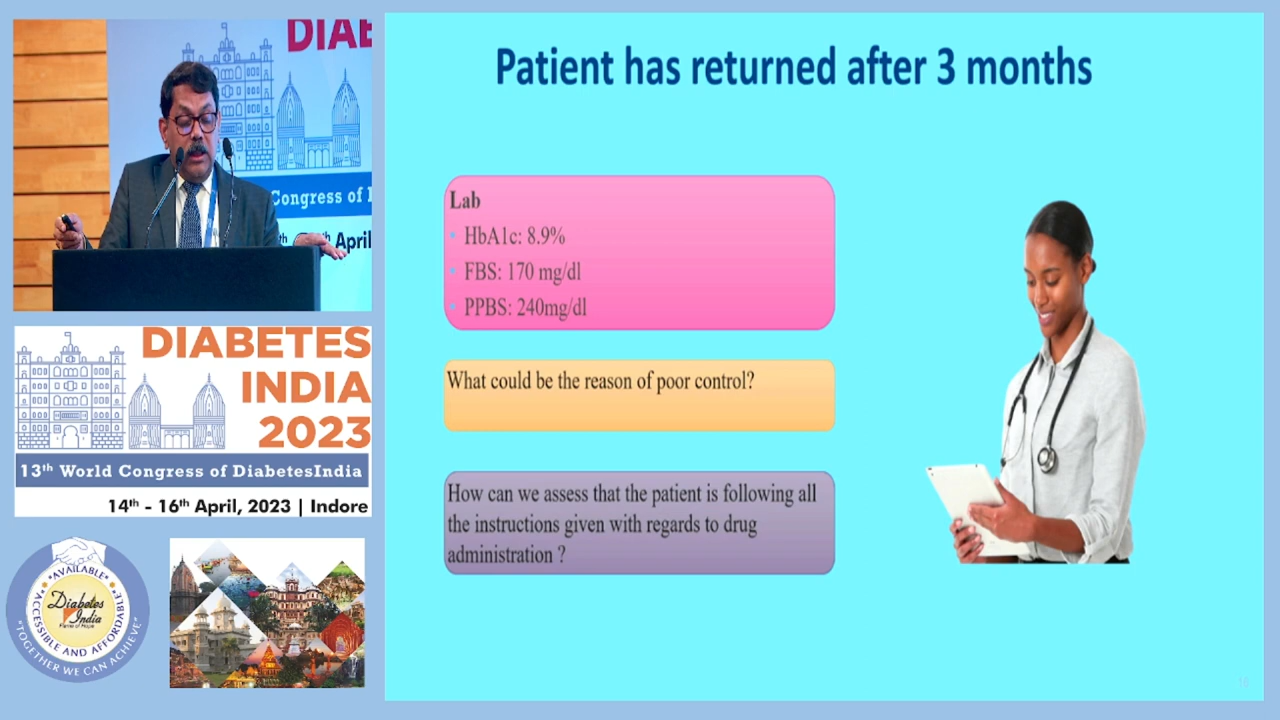 DIAB
Congress of
April
DIABETES
INDIA
2023
13th World Congress of DiabetesIndia
14th - 16th April, 2023 | Indore
"AVAILABLE"
"ACCESSIBLE AND AFFORDABLE"
Diabetes
India
"TOGETHER WE CAN ACHIEVE"
Patient has returned after 3 months
Lab
• HbA1c: 8.9%
• FBS: 170 mg/dl
• PPBS: 240mg/dl
What could be the reason of poor control?
How can we assess that the patient is following all
the instructions given with regards to drug
administration ?